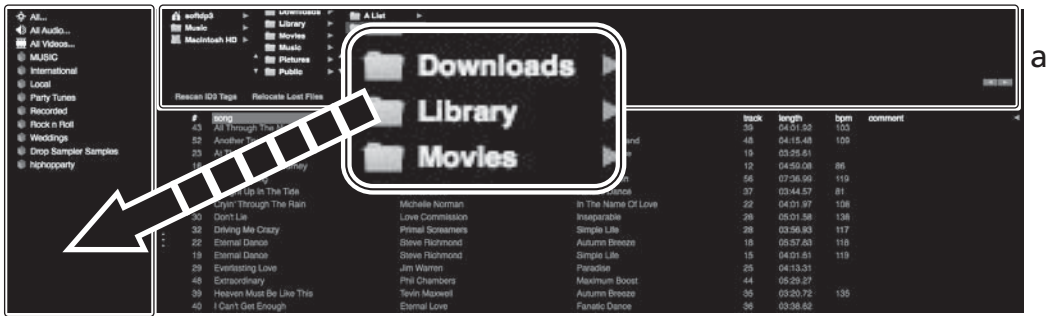 All...
All Audio...
All Videos...
MUSIC
International
Local
Party Tunes
Recorded
Rock n Roll
Weddings
Drop Sampler Samples
hiphopparty
softdp3
Music
Macintosh HD
Downloads
Library
Movies
Music
Pictures
Public
A List
Rescan ID3 Tags Relocate Lost Files
Downloads
Library
Movies
a
# song track length bpm comment
43 All Through The 39 04:01.92 103
52 Another 48 04:15.48 109
23 19 03:25.61
12 04:59.08 86
56 07:36.99 119
Up In The Tide Dance 37 03:44.57 81
Cryin' Through The Rain Michelle Norman In The Name Of Love 22 04:01.97 108
30 Don't Lie Love Commission Inseparable 28 05:01.58 136
32 Driving Me Crazy Primal Screamers Simple Life 28 03:56.93 117
22 Eternal Dance Steve Richmond Autumn Breeze 18 05:57.63 118
19 Eternal Dance Steve Richmond Simple Life 15 04:01.61 119
29 Everlasting Love Jim Warren Paradise 25 04:13.31
48 Extraordinary Phil Chambers Maximum Boost 44 05:29.27
39 Heaven Must Be Like This Tevin Maxwell Autumn Breeze 35 03:20.72 135
40 I Can't Get Enough Eternal Love Fanatic Dance 36 03:38.62